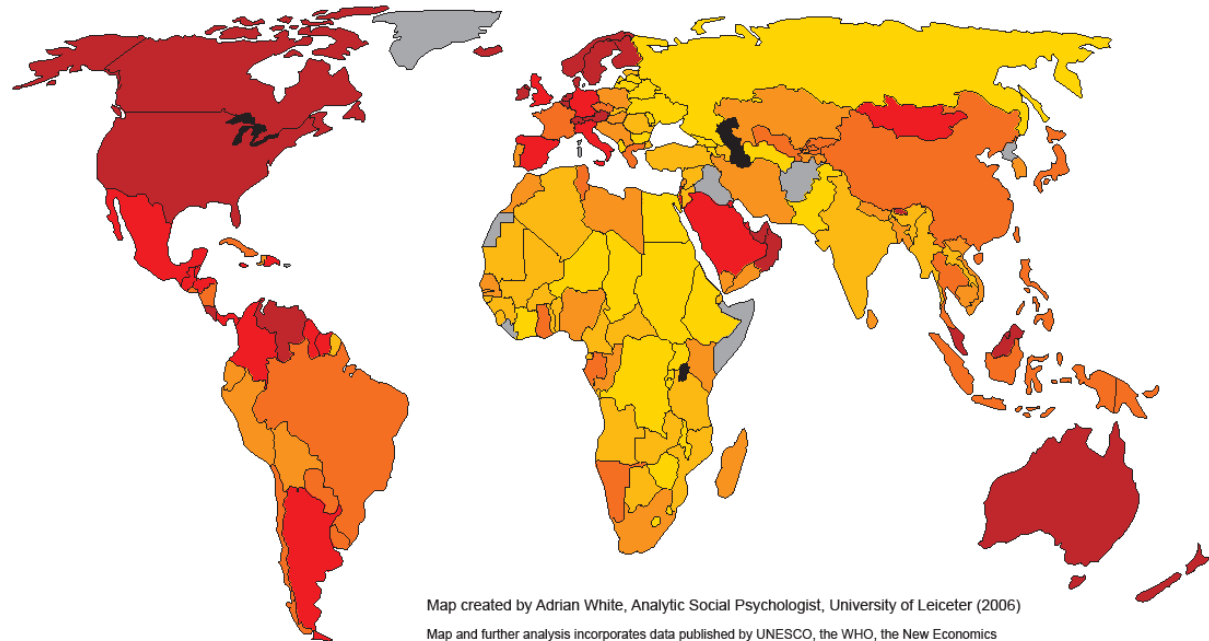 Map created by Adrian White, Analytic Social Psychologist, University of Leiceter (2006)
Map and further analysis incorporates data published by UNESCO, the WHO, the New Economics